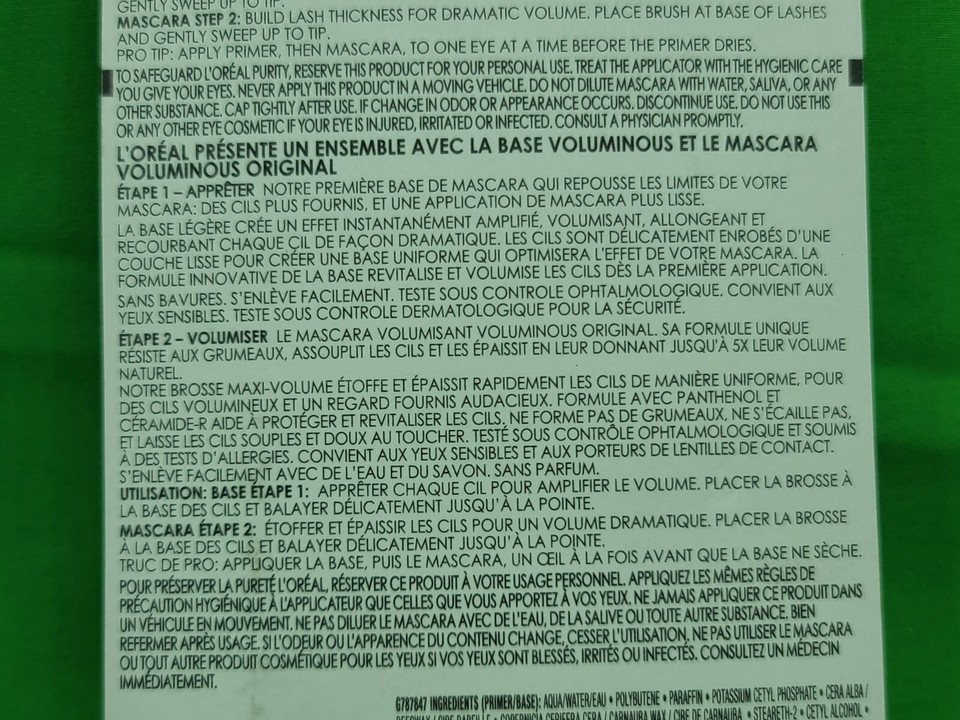 GENTLY SWEEP UP TO TIP.
MASCARA STEP 2: BUILD LASH THICKNESS FOR DRAMATIC VOLUME. PLACE BRUSH AT BASE OF LASHES
AND GENTLY SWEEP UP TO TIP.
PRO TIP: APPLY PRIMER, THEN MASCARA, TO ONE EYE AT A TIME BEFORE THE PRIMER DRIES.
TO SAFEGUARD L'ORÉAL PURITY, RESERVE THIS PRODUCT FOR YOUR PERSONAL USE. TREAT THE APPLICATOR WITH THE HYGIENIC CARE
YOU GIVE YOUR EYES. NEVER APPLY THIS PRODUCT IN A MOVING VEHICLE. DO NOT DILUTE MASCARA WITH WATER, SALIVA, OR ANY
OTHER SUBSTANCE. CAP TIGHTLY AFTER USE. IF CHANGE IN ODOR OR APPEARANCE OCCURS. DISCONTINUE USE. DO NOT USE THIS
OR ANY OTHER EYE COSMETIC IF YOUR EYE IS INJURED, IRRITATED OR INFECTED. CONSULT A PHYSICIAN PROMPTLY.
L'ORÉAL PRÉSENTE UN ENSEMBLE AVEC LA BASE VOLUMINOUS ET LE MASCARA
VOLUMINOUS ORIGINAL
ÉTAPE 1 – APPRÊTER NOTRE PREMIÈRE BASE DE MASCARA QUI REPOUSSE LES LIMITES DE VOTRE
MASCARA: DES CILS PLUS FOURNIS, ET UNE APPLICATION DE MASCARA PLUS LISSE.
LA BASE LÉGÈRE CRÉE UN EFFET INSTANTANÉMENT AMPLIFIÉ, VOLUMISANT, ALLONGEANT ET
RECOURBANT CHAQUE CIL DE FAÇON DRAMATIQUE. LES CILS SONT DÉLICATEMENT ENROBÉS D'UNE
COUCHE LISSE POUR CRÉER UNE BASE UNIFORME QUI OPTIMISERA L'EFFET DE VOTRE MASCARA. LA
FORMULE INNOVATIVE DE LA BASE REVITALISE ET VOLUMISE LES CILS DÈS LA PREMIÈRE APPLICATION.
SANS BAVURES. S'ENLÈVE FACILEMENT. TESTE SOUS CONTROLE OPHTALMOLOGIQUE. CONVIENT AUX
YEUX SENSIBLES. TESTE SOUS CONTROLE DERMATOLOGIQUE POUR LA SÉCURITÉ.
ÉTAPE 2 – VOLUMISER LE MASCARA VOLUMISANT VOLUMINOUS ORIGINAL. SA FORMULE UNIQUE
RÉSISTE AUX GRUMEAUX, ASSOUPLIT LES CILS ET LES ÉPAISSIT EN LEUR DONNANT JUSQU'À 5X LEUR VOLUME
NATUREL.
NOTRE BROSSE MAXI-VOLUME ÉTOFFE ET ÉPAISSIT RAPIDEMENT LES CILS DE MANIÈRE UNIFORME, POUR
DES CILS VOLUMINEUX ET UN REGARD FOURNIS AUDACIEUX. FORMULE AVEC PANTHENOL ET
CÉRAMIDE-R AIDE À PROTÉGER ET REVITALISER LES CILS. NE FORME PAS DE GRUMEAUX, NE S'ÉCAILLE PAS,
ET LAISSE LES CILS SOUPLES ET DOUX AU TOUCHER. TESTÉ SOUS CONTRÔLE OPHTALMOLOGIQUE ET SOUMIS
À DES TESTS D'ALLERGIES. CONVIENT AUX YEUX SENSIBLES ET AUX PORTEURS DE LENTILLES DE CONTACT.
S'ENLÈVE FACILEMENT AVEC DE L'EAU ET DU SAVON. SANS PARFUM.
UTILISATION: BASE ÉTAPE 1: APPRÊTER CHAQUE CIL POUR AMPLIFIER LE VOLUME. PLACER LA BROSSE À
LA BASE DES CILS ET BALAYER DÉLICATEMENT JUSQU'À LA POINTE.
MASCARA ÉTAPE 2: ÉTOFFER ET ÉPAISSIR LES CILS POUR UN VOLUME DRAMATIQUE. PLACER LA BROSSE
À LA BASE DES CILS ET BALAYER DÉLICATEMENT JUSQU'À LA POINTE.
TRUC DE PRO: APPLIQUER LA BASE, PUIS LE MASCARA, UN ŒIL À LA FOIS AVANT QUE LA BASE NE SÈCHE.
POUR PRÉSERVER LA PURETÉ L'ORÉAL, RÉSERVER CE PRODUIT À VOTRE USAGE PERSONNEL. APPLIQUEZ LES MÊMES RÈGLES DE
PRÉCAUTION HYGIÉNIQUE À L'APPLICATEUR QUE CELLES QUE VOUS APPORTEZ À VOS YEUX. NE JAMAIS APPLIQUER CE PRODUIT DANS
UN VÉHICULE EN MOUVEMENT. NE PAS DILUER LE MASCARA AVEC DE L'EAU, DE LA SALIVE OU TOUTE AUTRE SUBSTANCE. BIEN
REFERMER APRÈS USAGE. SI L'ODEUR OU L'APPARENCE DU CONTENU CHANGE, CESSER L'UTILISATION. NE PAS UTILISER LE MASCARA
OU TOUT AUTRE PRODUIT COSMÉTIQUE POUR LES YEUX SI VOS YEUX SONT BLESSÉS, IRRITÉS OU INFECTÉS. CONSULTEZ UN MÉDECIN
IMMÉDIATEMENT.
G787847 INGREDIENTS (PRIMER/BASE): AQUA/WATER/EAU • POLYBUTENE • PARAFFIN • POTASSIUM CETYL PHOSPHATE • CERA ALBA /
BEESWAX / CIRE D'ABEILLE • COPERNICIA CERIFERA CERA / CARNAUBA WAX / CIRE DE CARNAUBA • STEARETH-2 • CETYL ALCOHOL •